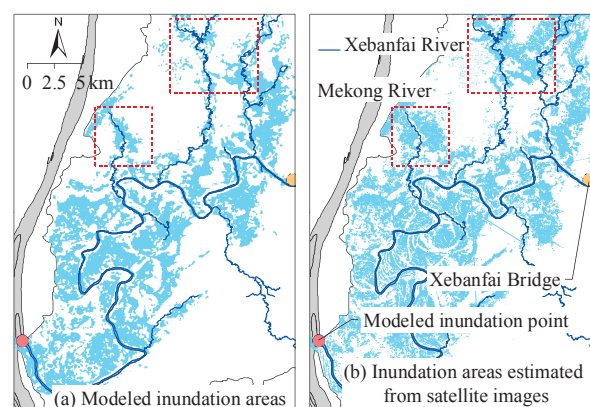 N
0 2.5 5 km
(a) Modeled inundation areas
Xebanfai River
Mekong River
Xebanfai Bridge
Modeled inundation point
(b) Inundation areas estimated
from satellite images